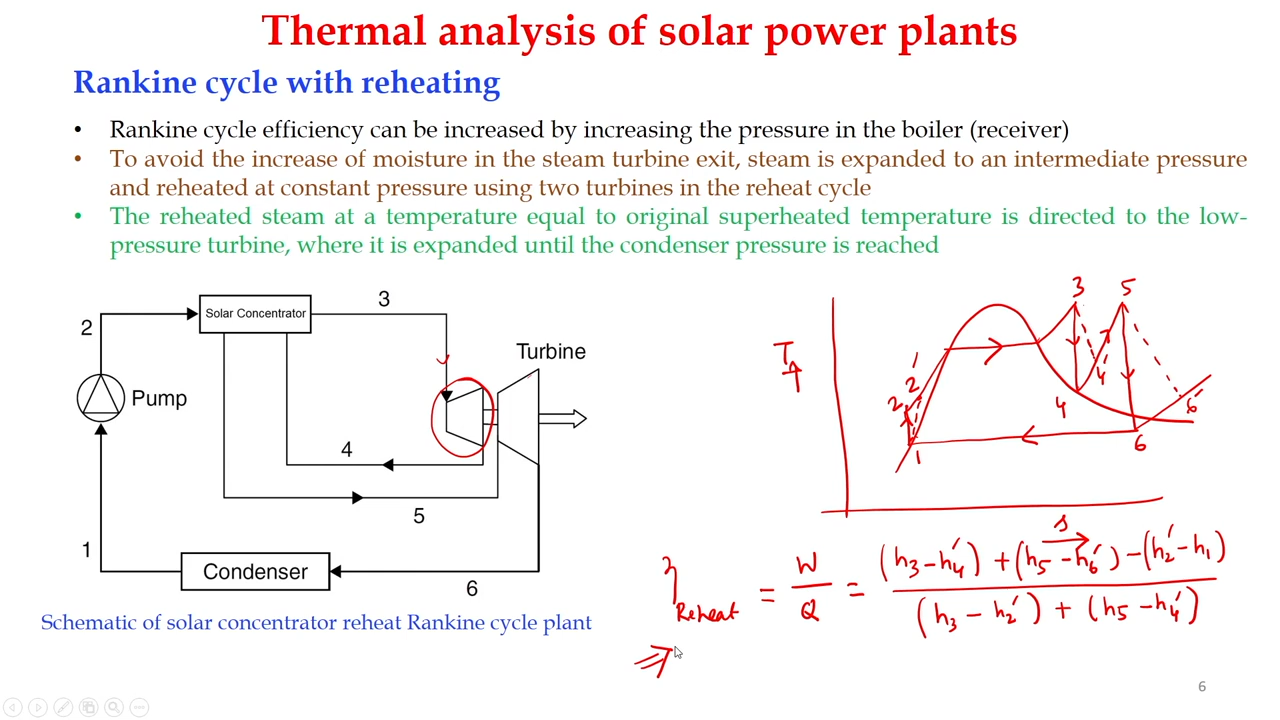 Thermal analysis of solar power plants
Rankine cycle with reheating
• Rankine cycle efficiency can be increased by increasing the pressure in the boiler (receiver)
• To avoid the increase of moisture in the steam turbine exit, steam is expanded to an intermediate pressure
and reheated at constant pressure using two turbines in the reheat cycle
• The reheated steam at a temperature equal to original superheated temperature is directed to the low-
pressure turbine, where it is expanded until the condenser pressure is reached
3
2
Solar Concentrator
Turbine
Pump
4
5
1
Condenser
6
Schematic of solar concentrator reheat Rankine cycle plant
T
3
5
2'
2
4'
4
6'
6
1
s
η Reheat = W/Q = (h3 – h4') + (h5 – h6') – (h2' – h1) / (h3 – h2') + (h5 – h4')
6